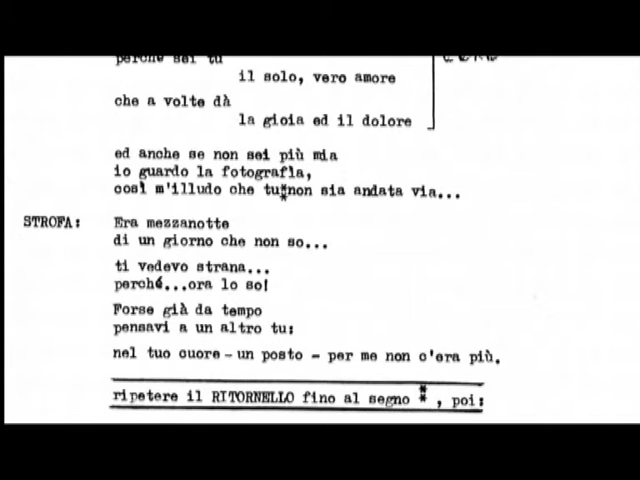 perché sei tu
il solo, vero amore
che a volte dà
la gioia ed il dolore
ed anche se non sei più mia
io guardo la fotografia,
così m'illudo che tu*non sia andata via...
STROFA: Era mezzanotte
di un giorno che non so...
ti vedevo strana...
perché...ora lo so!
Forse già da tempo
pensavi a un altro tu:
nel tuo cuore - un posto - per me non c'era più.
ripetere il RITORNELLO fino al segno * , poi: